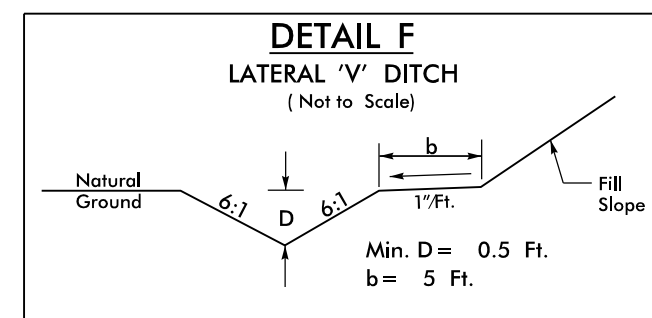 DETAIL F
LATERAL 'V' DITCH
( Not to Scale)
b
Natural
Ground
6:1
D
6:1
1"/Ft.
Fill
Slope
Min. D = 0.5 Ft.
b = 5 Ft.